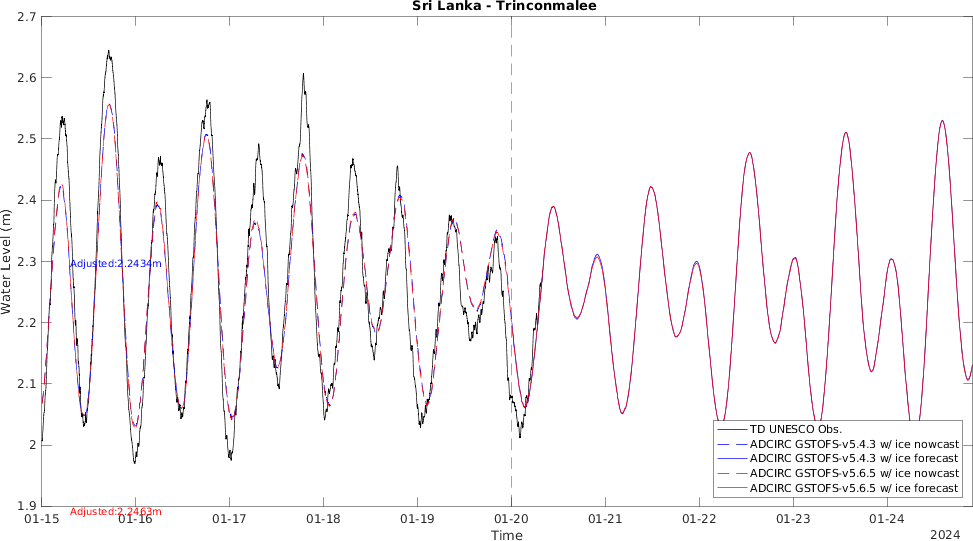 Sri Lanka - Trinconmalee
2.7
2.6
2.5
2.4
2.3
2.2
2.1
2
1.9
Water Level (m)
Adjusted:2.2434m
Adjusted:2.2463m
TD UNESCO Obs.
ADCIRC GSTOFS-v5.4.3 w/ ice nowcast
ADCIRC GSTOFS-v5.4.3 w/ ice forecast
ADCIRC GSTOFS-v5.6.5 w/ ice nowcast
ADCIRC GSTOFS-v5.6.5 w/ ice forecast
01-15 01-16 01-17 01-18 01-19 01-20 01-21 01-22 01-23 01-24
Time
2024